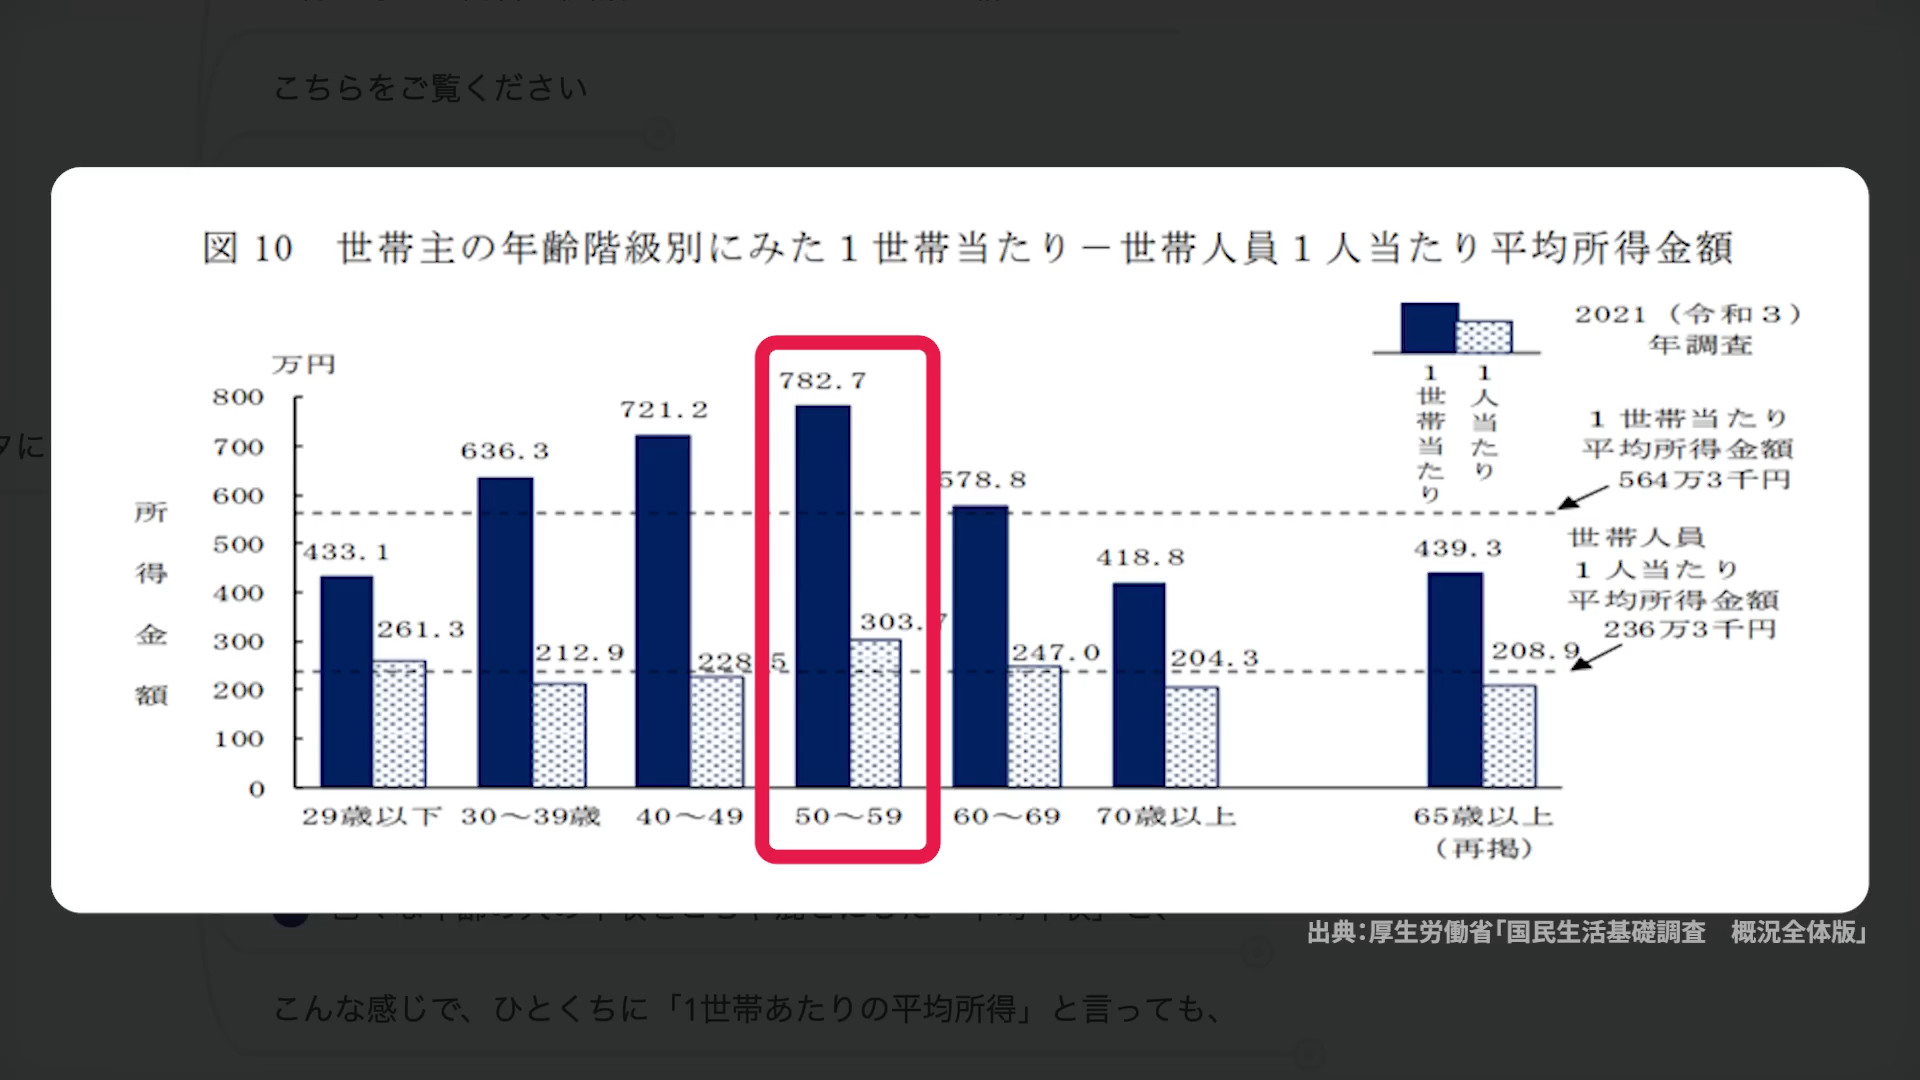 こちらをご覧ください
図10　世帯主の年齢階級別にみた1世帯当たり－世帯人員1人当たり平均所得金額
2021（令和3）
年調査
1世帯当たり
1人当たり
万円
所得金額
800
700
600
500
400
300
200
100
0
433.1
261.3
636.3
212.9
721.2
228.5
782.7
303.7
578.8
247.0
418.8
204.3
439.3
208.9
1世帯当たり
平均所得金額
564万3千円
世帯人員
1人当たり
平均所得金額
236万3千円
29歳以下
30～39歳
40～49
50～59
60～69
70歳以上
65歳以上
（再掲）
タに
出典：厚生労働省「国民生活基礎調査　概況全体版」
こんな感じで、ひとくちに「1世帯あたりの平均所得」と言っても、